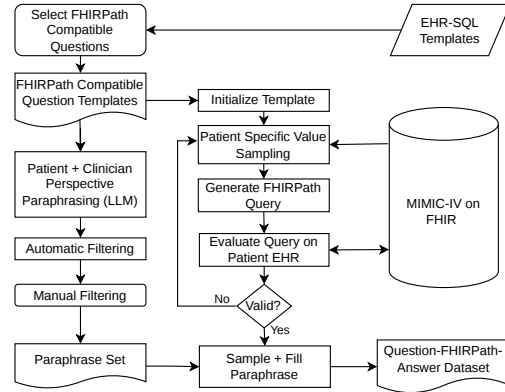 Select FHIRPath
Compatible
Questions
EHR-SQL
Templates
FHIRPath Compatible
Question Templates
Initialize Template
Patient Specific Value
Sampling
Patient + Clinician
Perspective
Paraphrasing (LLM)
Generate FHIRPath
Query
MIMIC-IV on
FHIR
Automatic Filtering
Evaluate Query on
Patient EHR
Manual Filtering
No
Valid?
Yes
Paraphrase Set
Sample + Fill
Paraphrase
Question-FHIRPath-
Answer Dataset